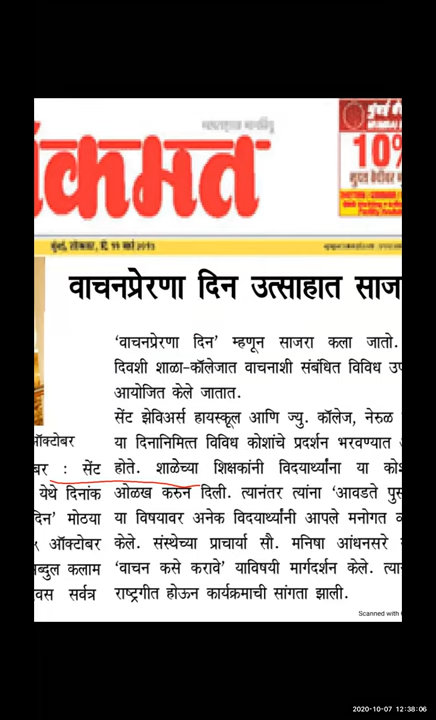 कमत
10%
वाचनप्रेरणा दिन उत्साहात साज
ऑक्टोबर
बर : सेंट
येथे दिनांक
दिन' मोठया
ऑक्टोबर
ब्दुल कलाम
वस सर्वत्र
'वाचनप्रेरणा दिन' म्हणून साजरा कला जातो.
दिवशी शाळा-कॉलेजात वाचनाशी संबंधित विविध उप
आयोजित केले जातात.
सेंट झेविअर्स हायस्कूल आणि ज्यु. कॉलेज, नेरुळ
या दिनानिमित्त विविध कोशांचे प्रदर्शन भरवण्यात
होते. शाळेच्या शिक्षकांनी विदयार्थ्यांना या कोश
ओळख करुन दिली. त्यानंतर त्यांना 'आवडते पुस
या विषयावर अनेक विदयार्थ्यांनी आपले मनोगत व
केले. संस्थेच्या प्राचार्या सौ. मनिषा आंधनसरे
'वाचन कसे करावे' याविषयी मार्गदर्शन केले. त्या
राष्ट्रगीत होऊन कार्यक्रमाची सांगता झाली.
Scanned with
2020-10-07 12:38:06